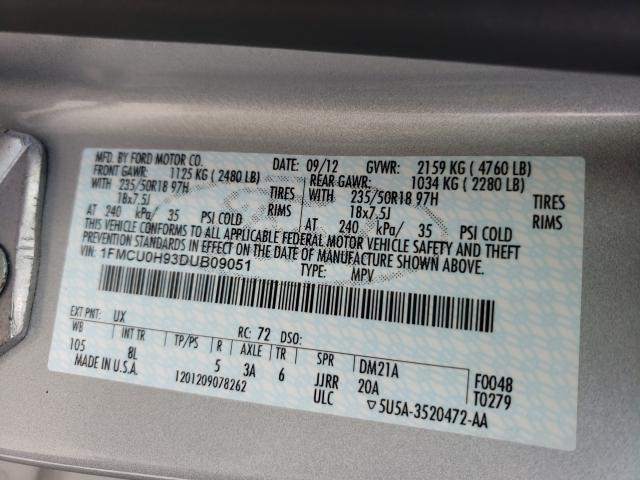 MFD. BY FORD MOTOR CO.
DATE: 09/12 GVWR: 2159 KG ( 4760 LB)
FRONT GAWR: 1125 KG ( 2480 LB) REAR GAWR: 1034 KG ( 2280 LB)
WITH 235/50R18 97H TIRES WITH 235/50R18 97H TIRES
18x7.5J RIMS 18x7.5J RIMS
AT 240 kPa/ 35 PSI COLD AT 240 kPa/ 35 PSI COLD
THIS VEHICLE CONFORMS TO ALL APPLICABLE FEDERAL MOTOR VEHICLE SAFETY AND THEFT
PREVENTION STANDARDS IN EFFECT ON THE DATE OF MANUFACTURE SHOWN ABOVE.
VIN: 1FMCU0H93DUB09051 TYPE: MPV
EXT PNT: UX RC: 72 DSO:
WB INT TR TP/PS R AXLE TR SPR DM21A F0048
105 8L 5 3A 6 JJRR 20A T0279
MADE IN U.S.A. 1201209078262 ULC ▽5U5A-3520472-AA